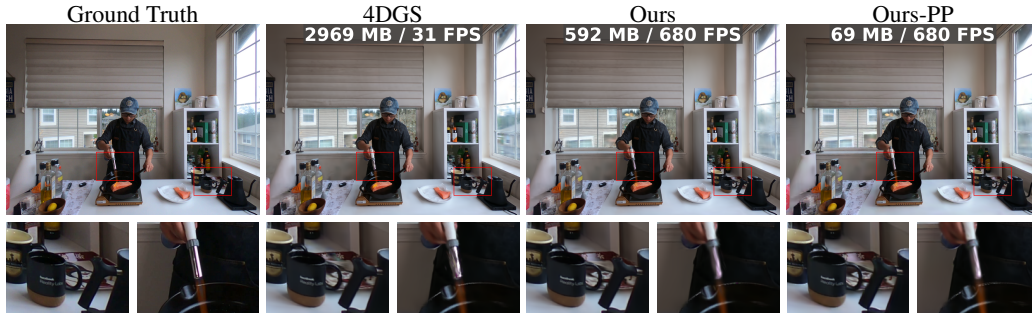 Ground Truth
4DGS
Ours
Ours-PP
2969 MB / 31 FPS
592 MB / 680 FPS
69 MB / 680 FPS